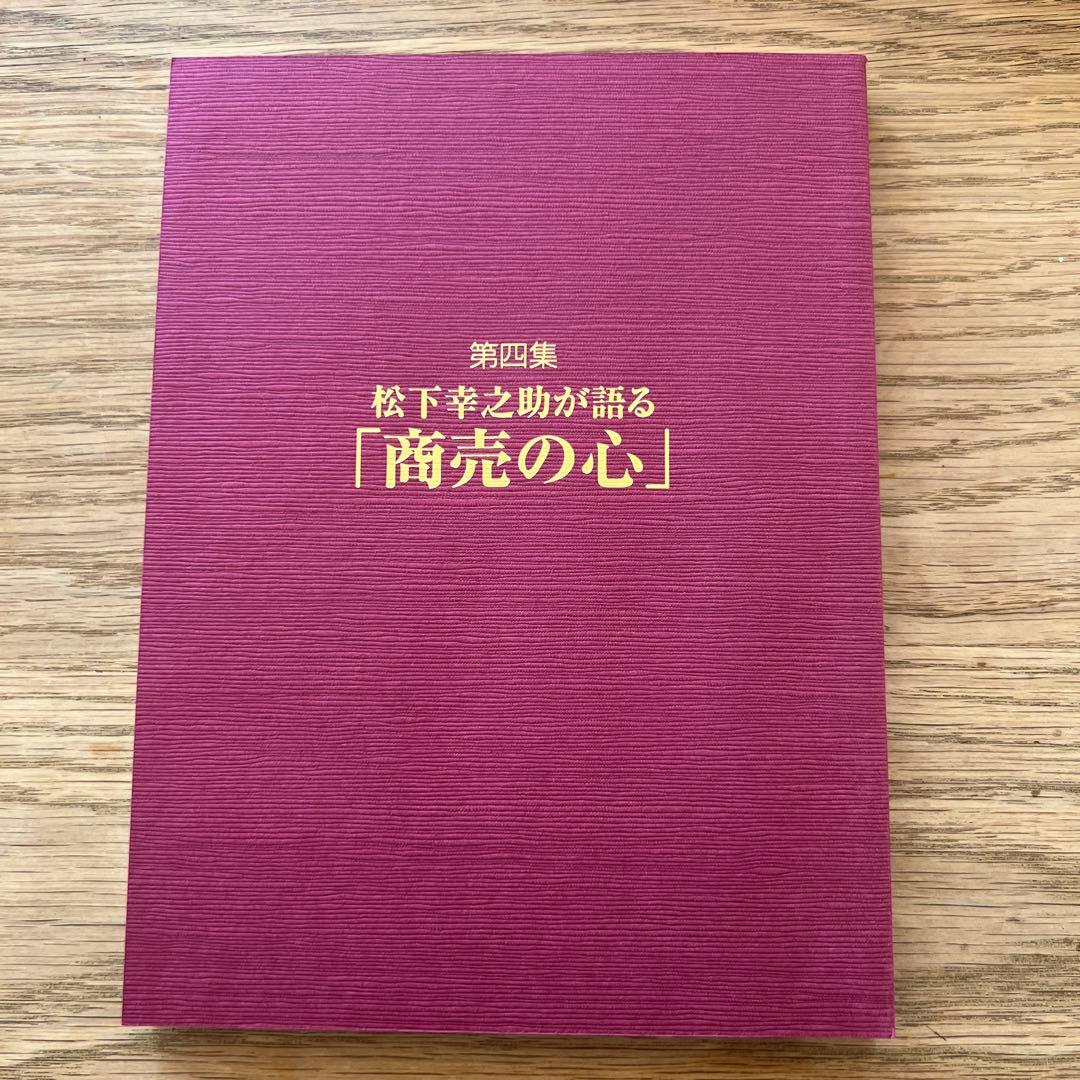 第四集
松下幸之助が語る
「商売の心」